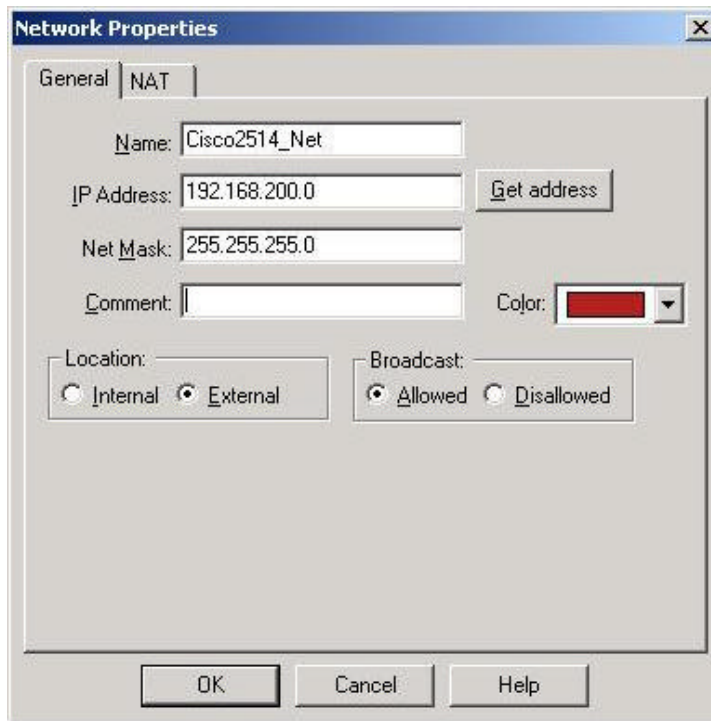 Network Properties
General NAT
Name: Cisco2514_Net
IP Address: 192.168.200.0 Get address
Net Mask: 255.255.255.0
Comment: Color:
Location: Broadcast:
Internal External Allowed Disallowed
OK Cancel Help